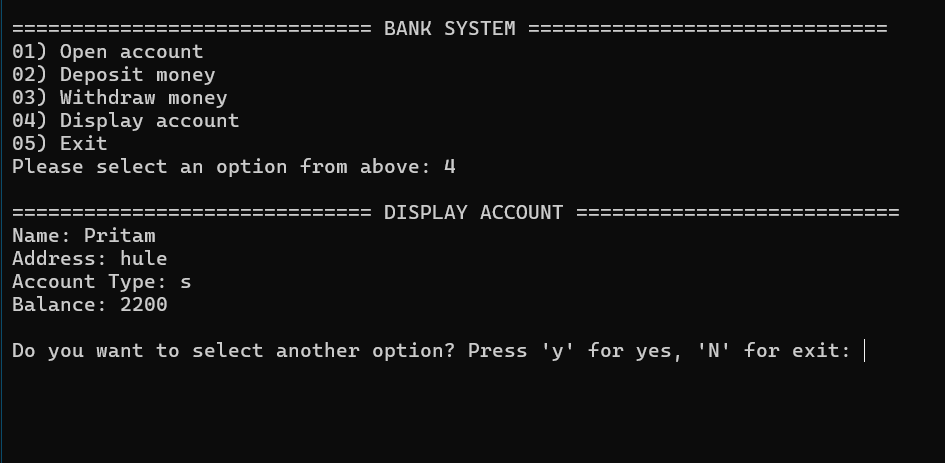 ============================== BANK SYSTEM ==============================
01) Open account
02) Deposit money
03) Withdraw money
04) Display account
05) Exit
Please select an option from above: 4
============================== DISPLAY ACCOUNT ===========================
Name: Pritam
Address: hule
Account Type: s
Balance: 2200
Do you want to select another option? Press 'y' for yes, 'N' for exit: